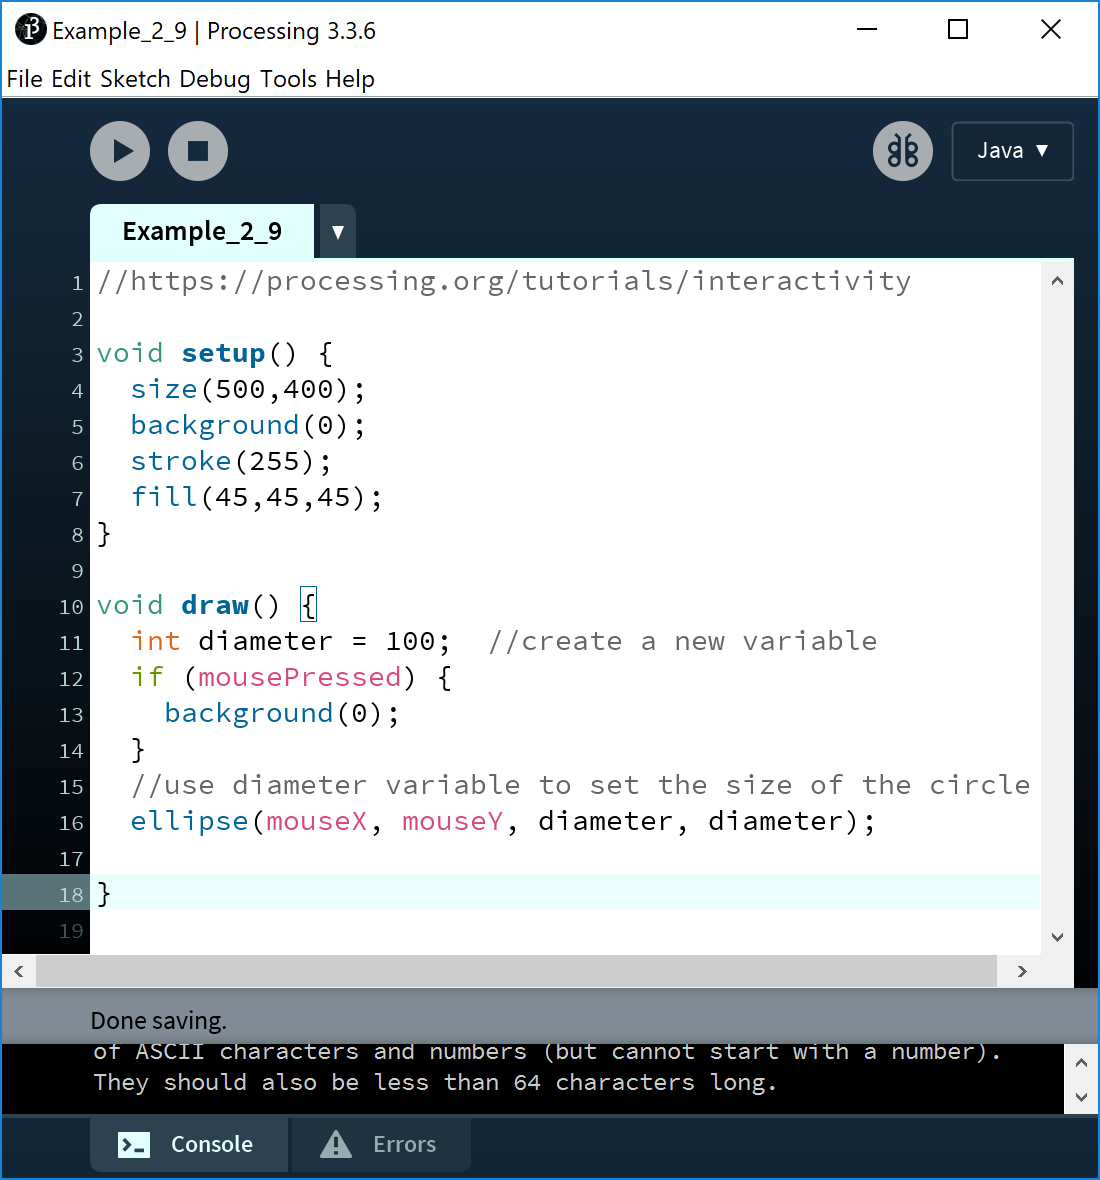 Example_2_9 | Processing 3.3.6
File Edit Sketch Debug Tools Help
Java ▼
Example_2_9 ▼
1 //https://processing.org/tutorials/interactivity
2
3 void setup() {
4   size(500,400);
5   background(0);
6   stroke(255);
7   fill(45,45,45);
8 }
9
10 void draw() {
11   int diameter = 100;  //create a new variable
12   if (mousePressed) {
13     background(0);
14   }
15   //use diameter variable to set the size of the circle
16   ellipse(mouseX, mouseY, diameter, diameter);
17
18 }
19
Done saving.
of ASCII characters and numbers (but cannot start with a number).
They should also be less than 64 characters long.
Console Errors